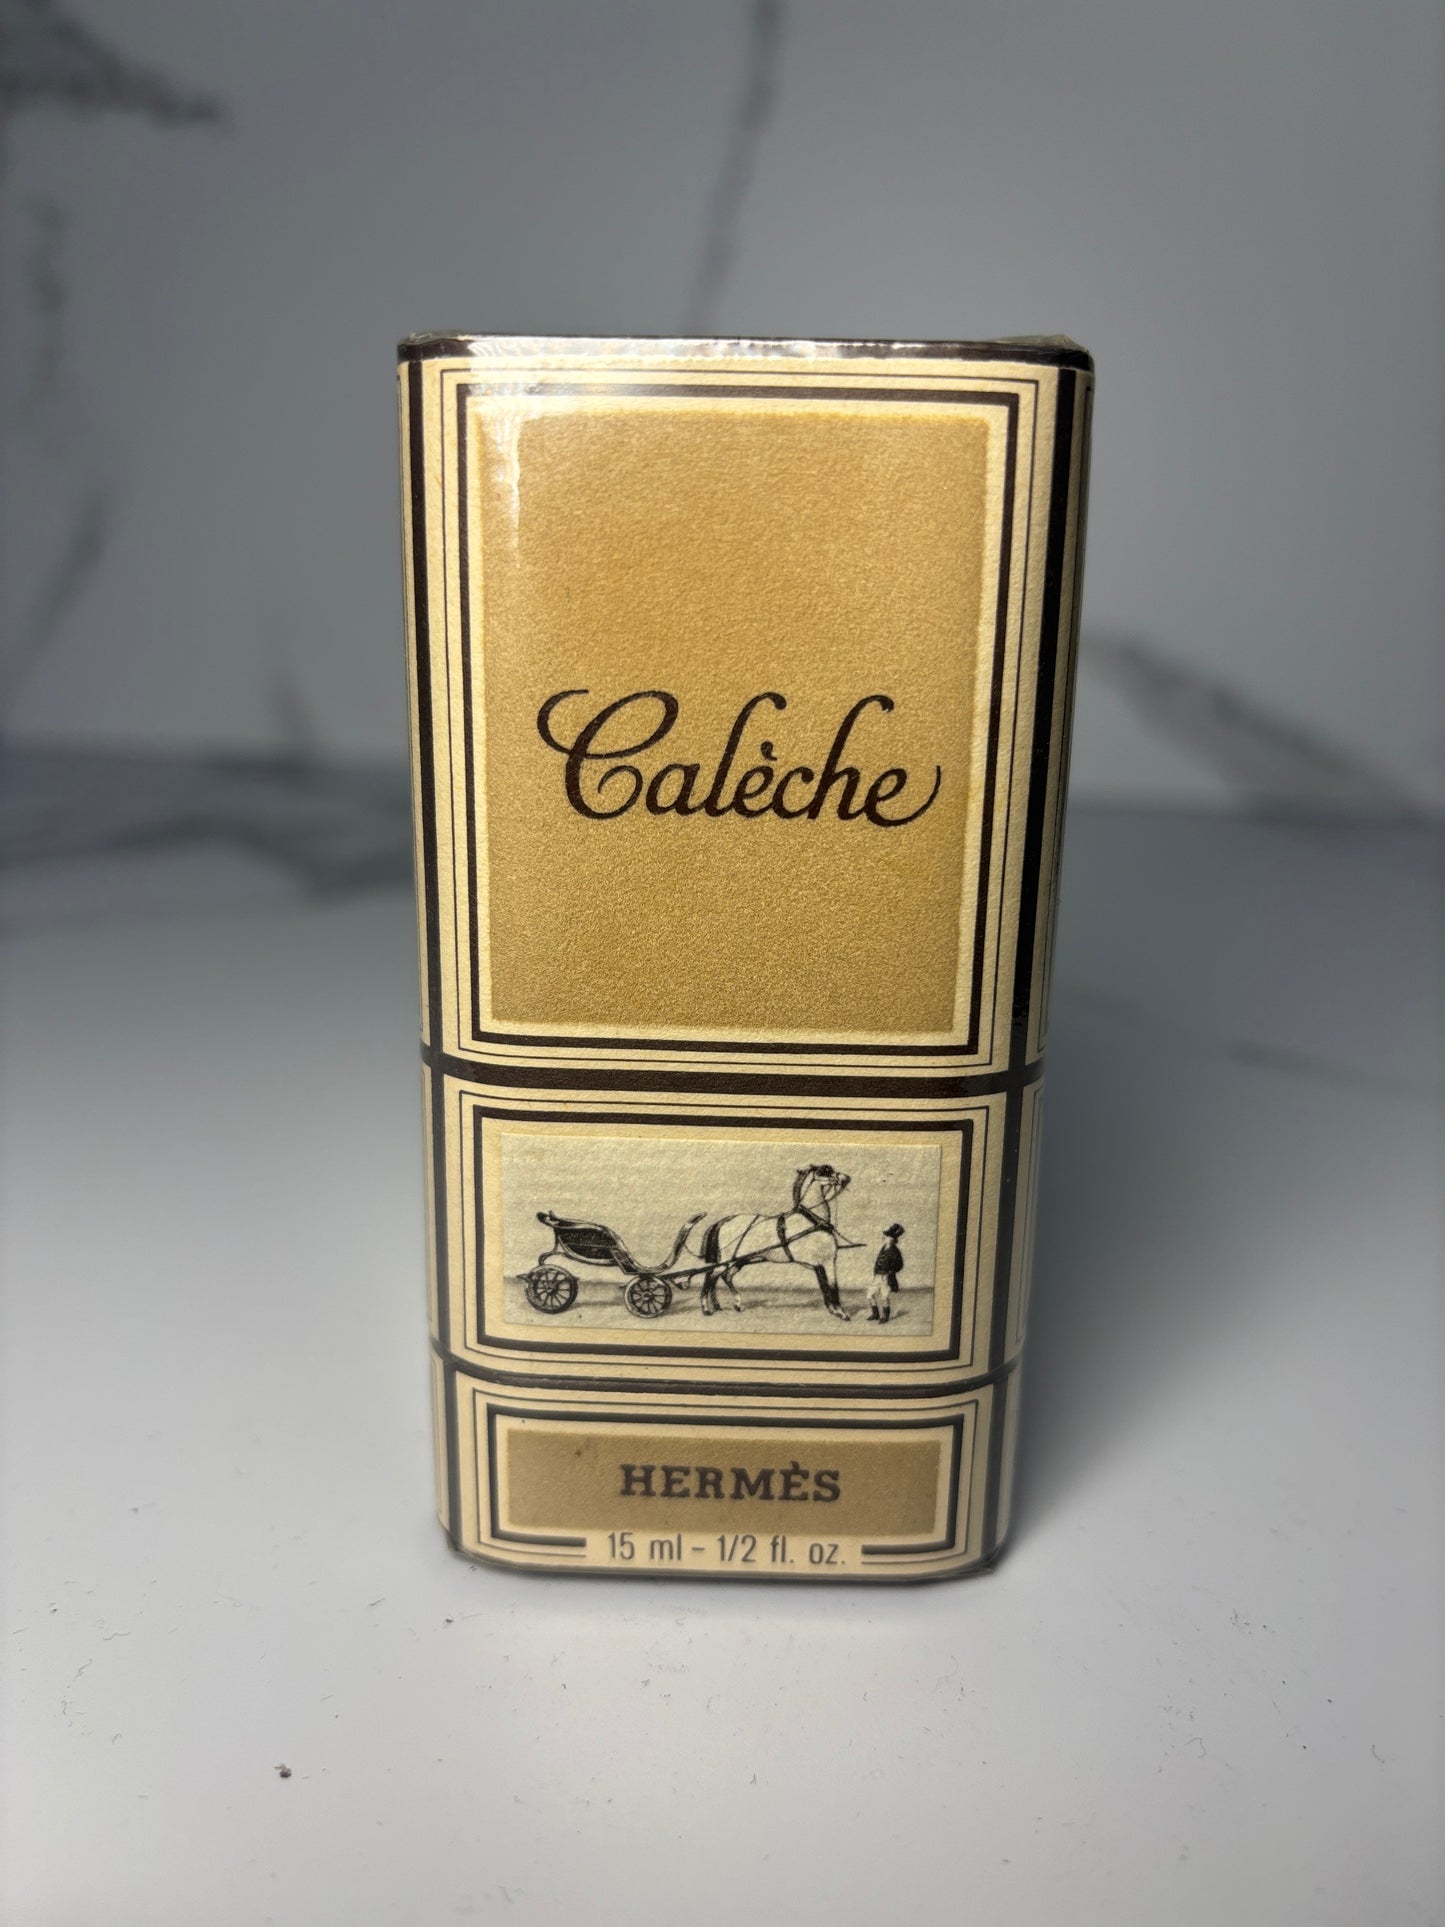 Calèche
HERMÈS
15 ml - 1/2 fl. oz.